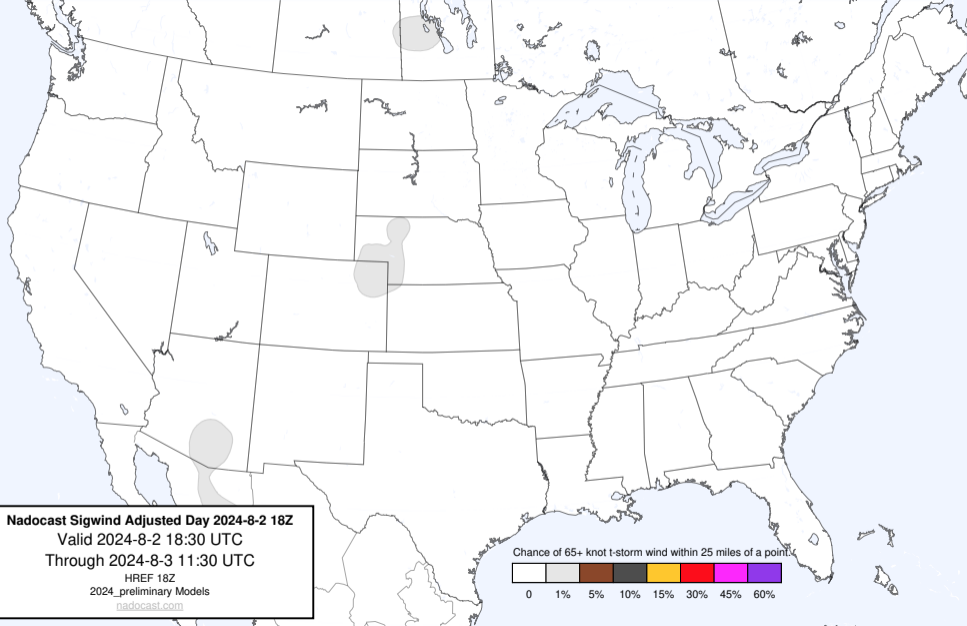 Nadocast Sigwind Adjusted Day 2024-8-2 18Z
Valid 2024-8-2 18:30 UTC
Through 2024-8-3 11:30 UTC
HREF 18Z
2024_preliminary Models
nadocast.com
Chance of 65+ knot t-storm wind within 25 miles of a point.
0 1% 5% 10% 15% 30% 45% 60%